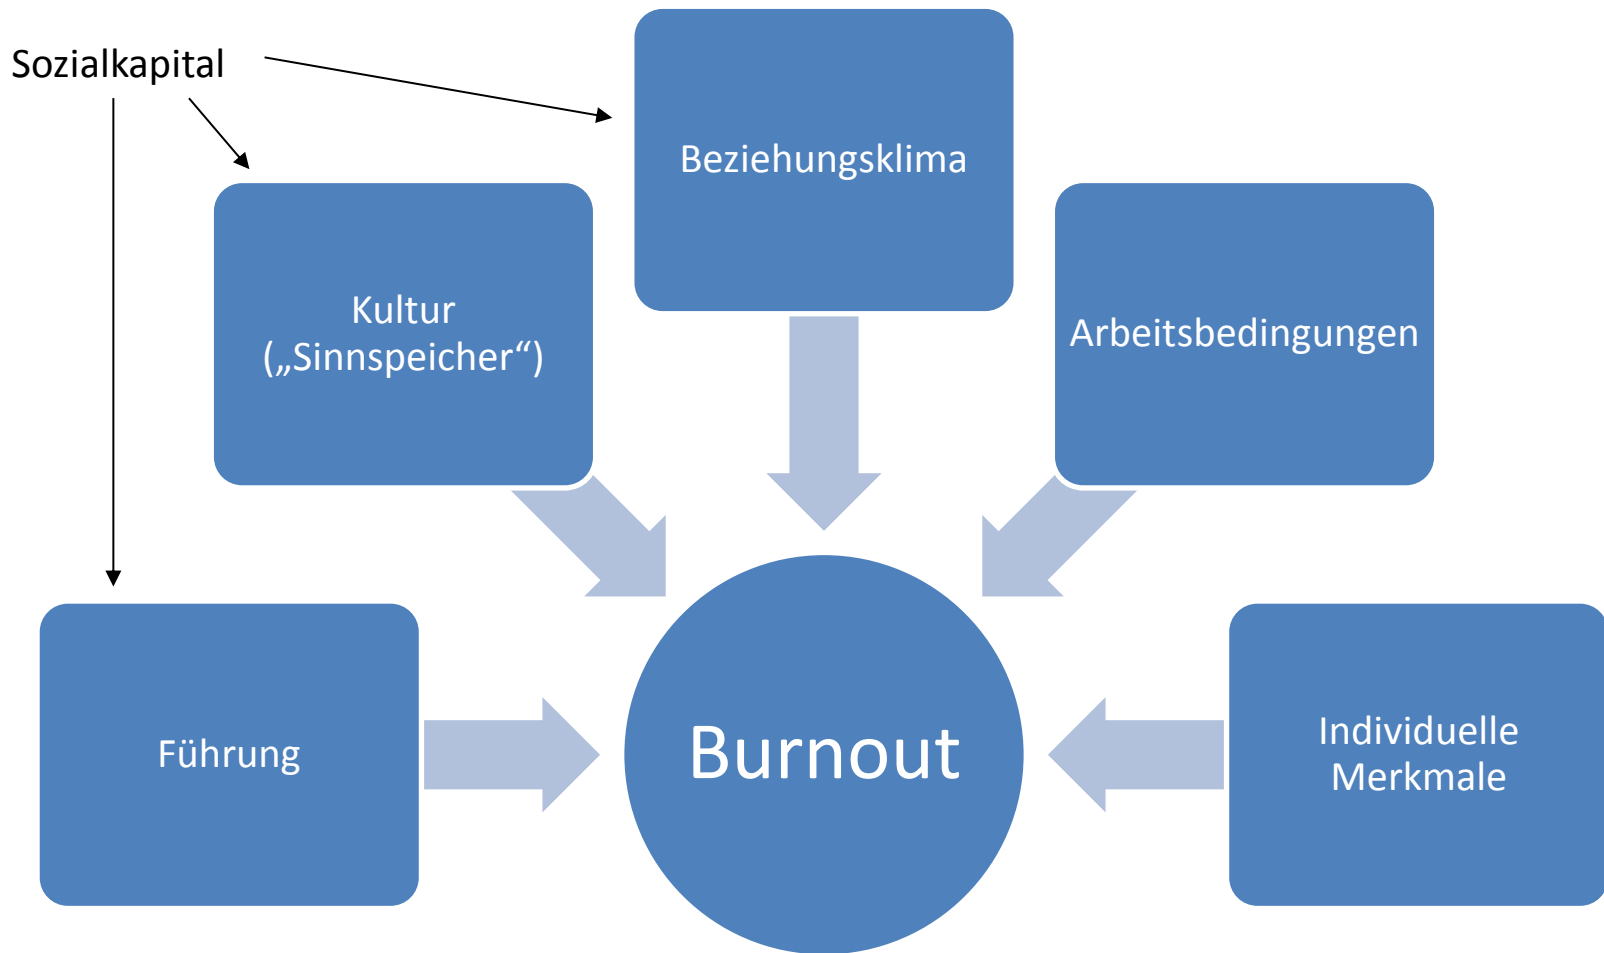 Sozialkapital
Beziehungsklima
Kultur
(„Sinnspeicher“)
Arbeitsbedingungen
Führung
Burnout
Individuelle
Merkmale